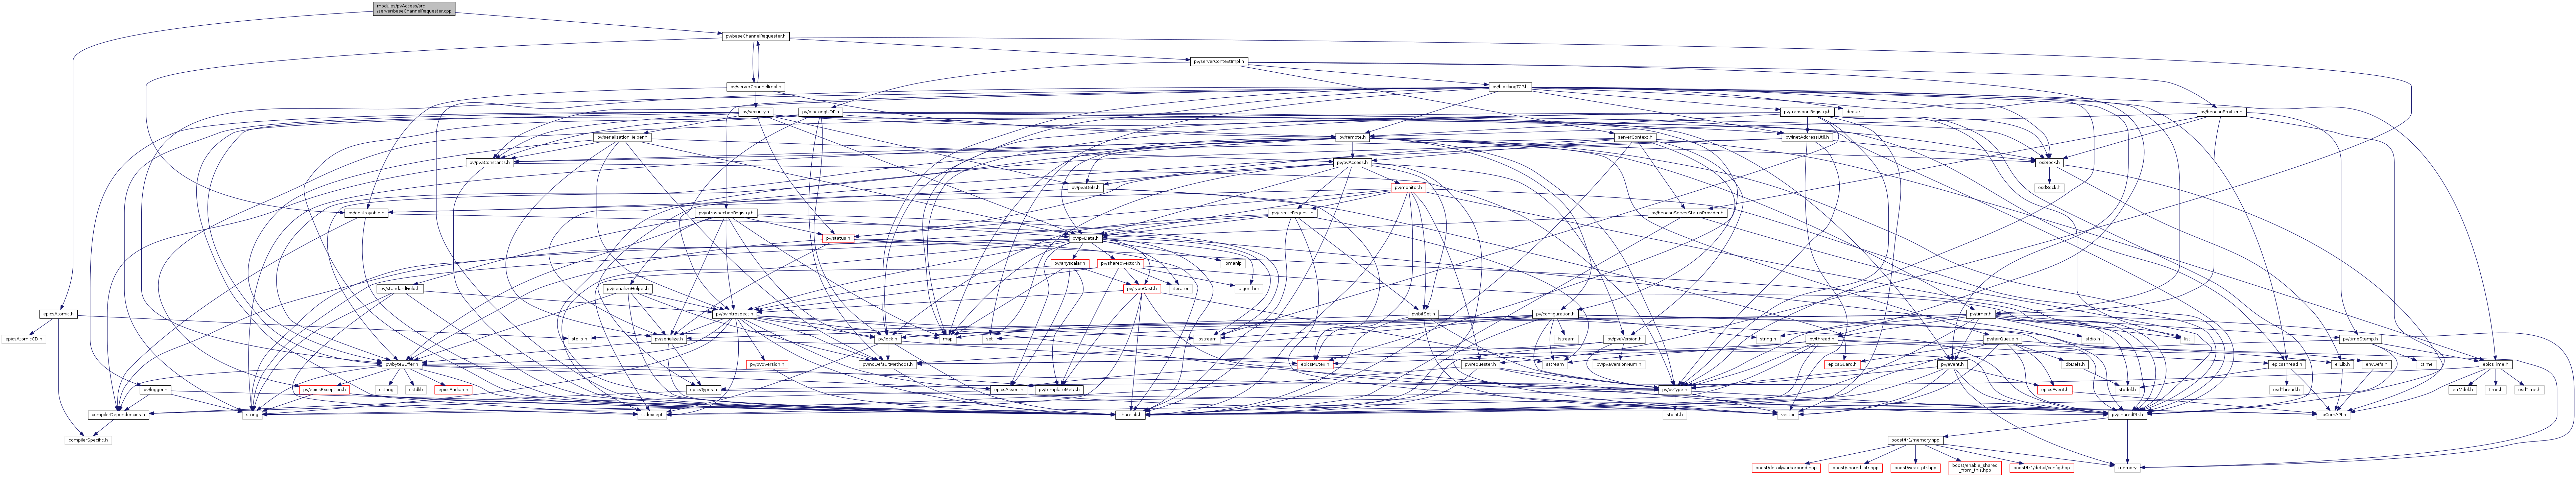 modules/pvAccess/src
/server/baseChannelRequester.cpp
pv/baseChannelRequester.h
pv/serverContextImpl.h
pv/serverChannelImpl.h
pv/blockingTCP.h
pv/security.h
pv/blockingUDP.h
pv/transportRegistry.h
deque
pv/beaconEmitter.h
pv/serializationHelper.h
pv/remote.h
serverContext.h
pv/netAddressUtil.h
pv/pvaConstants.h
pv/pvAccess.h
osiSock.h
pv/pvaDefs.h
pv/monitor.h
osdSock.h
pv/destroyable.h
pv/introspectionRegistry.h
pv/createRequest.h
pv/beaconServerStatusProvider.h
pv/status.h
pv/pvData.h
pv/anyscalar.h
pv/sharedVector.h
iomanip
pv/standardField.h
pv/serializeHelper.h
pv/typeCast.h
iterator
algorithm
epicsAtomic.h
pv/pvIntrospect.h
pv/bitSet.h
pv/configuration.h
pv/timer.h
epicsAtomicCD.h
stdlib.h
pv/serialize.h
pv/lock.h
map
set
iostream
fstream
string.h
pv/pvaVersion.h
pv/thread.h
pv/fairQueue.h
stdio.h
list
pv/timeStamp.h
pv/byteBuffer.h
pv/pvdVersion.h
pv/noDefaultMethods.h
sstream
epicsMutex.h
pv/requester.h
pv/pvaVersionNum.h
epicsGuard.h
pv/event.h
dbDefs.h
epicsThread.h
ellLib.h
envDefs.h
ctime
epicsTime.h
pv/logger.h
pv/epicsException.h
cstring
cstdlib
epicsEndian.h
epicsTypes.h
epicsAssert.h
pv/templateMeta.h
pv/pvType.h
epicsEvent.h
stddef.h
osdThread.h
errMdef.h
time.h
osdTime.h
compilerDependencies.h
string
stdexcept
shareLib.h
stdint.h
vector
pv/sharedPtr.h
libComAPI.h
compilerSpecific.h
boost/tr1/memory.hpp
boost/detail/workaround.hpp
boost/shared_ptr.hpp
boost/weak_ptr.hpp
boost/enable_shared
_from_this.hpp
boost/tr1/detail/config.hpp
memory